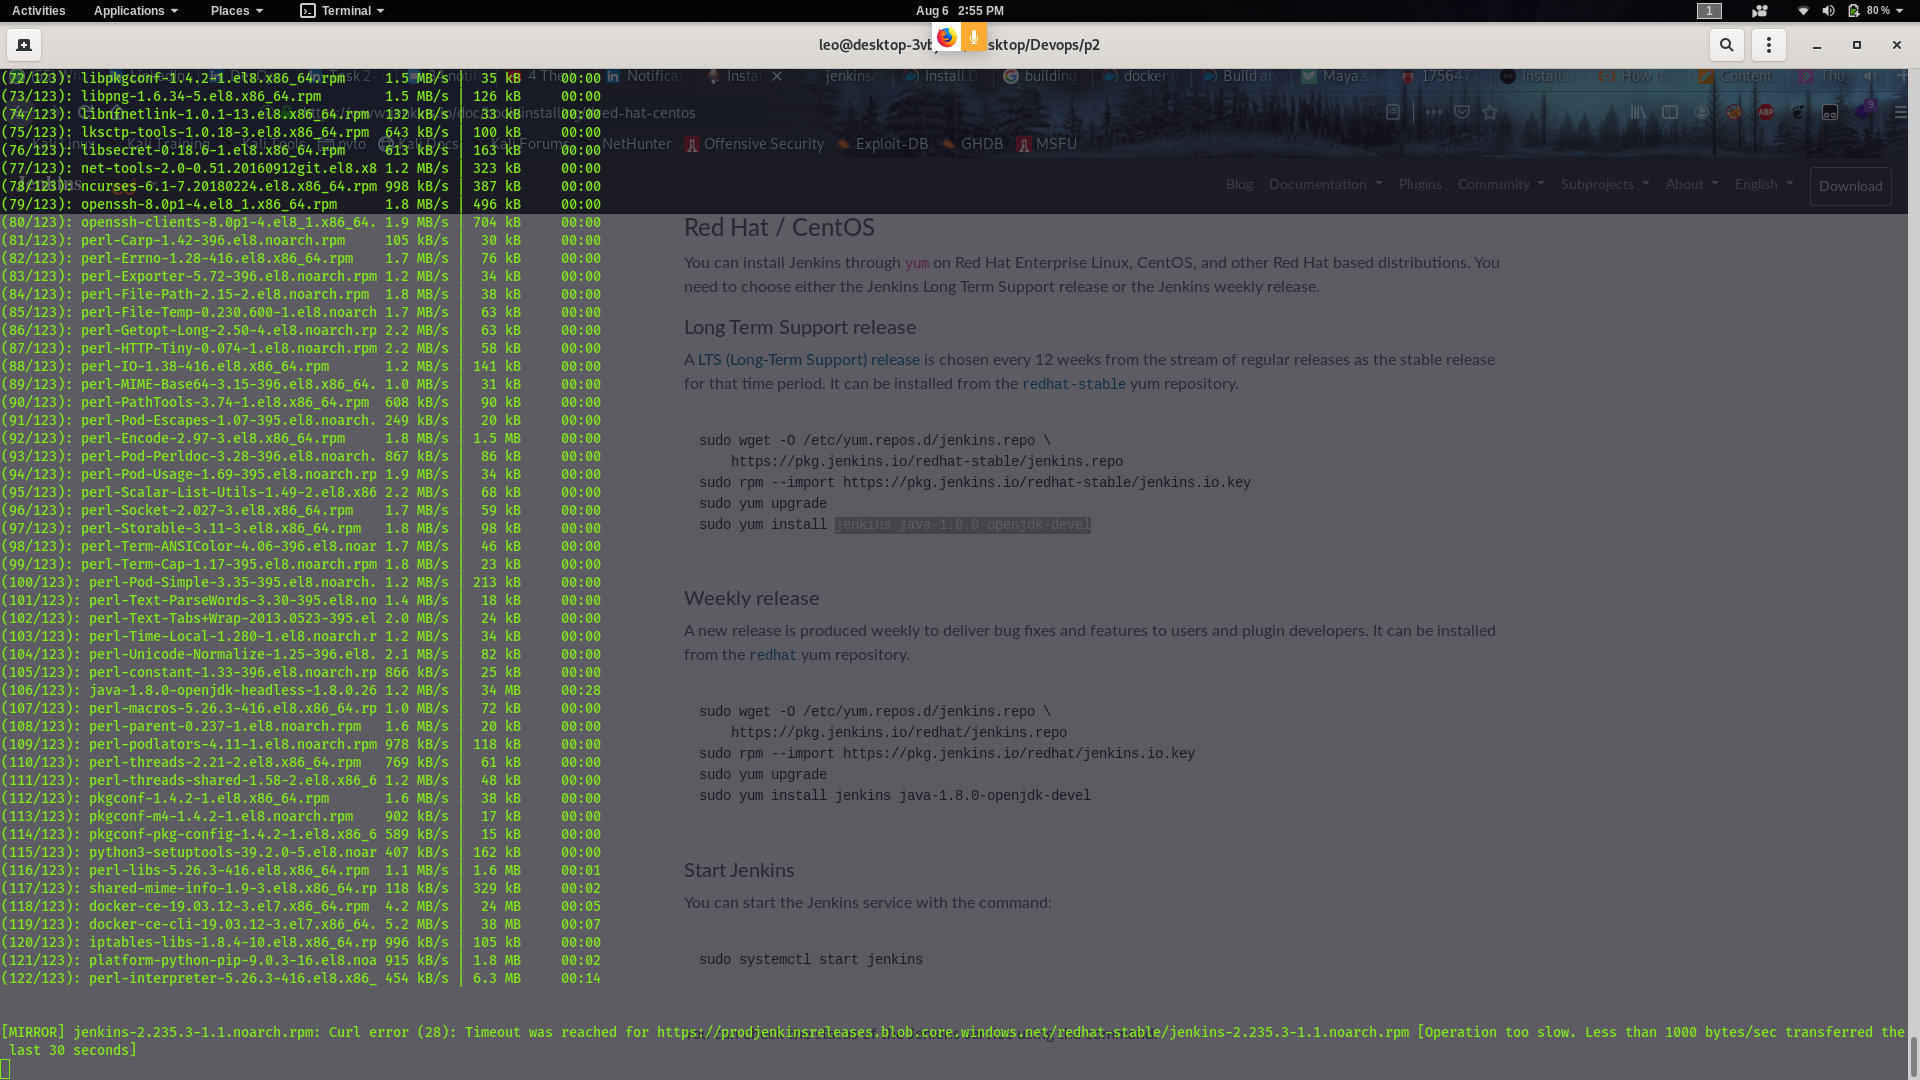 Activities Applications Places Terminal Aug 6 2:55 PM 1 80 %
leo@desktop-3vb sktop/Devops/p2
(72/123): libpkgconf-1.4.2-1.el8.x86_64.rpm 1.5 MB/s | 35 kB 00:00
(73/123): libpng-1.6.34-5.el8.x86_64.rpm 1.5 MB/s | 126 kB 00:00
(74/123): libnfnetlink-1.0.1-13.el8.x86_64.rpm 132 kB/s | 33 kB 00:00
(75/123): lksctp-tools-1.0.18-3.el8.x86_64.rpm 643 kB/s | 100 kB 00:00
(76/123): libsecret-0.18.6-1.el8.x86_64.rpm 613 kB/s | 163 kB 00:00
(77/123): net-tools-2.0-0.51.20160912git.el8.x8 1.2 MB/s | 323 kB 00:00
(78/123): ncurses-6.1-7.20180224.el8.x86_64.rpm 998 kB/s | 387 kB 00:00
(79/123): openssh-8.0p1-4.el8_1.x86_64.rpm 1.8 MB/s | 496 kB 00:00
(80/123): openssh-clients-8.0p1-4.el8_1.x86_64. 1.9 MB/s | 704 kB 00:00
(81/123): perl-Carp-1.42-396.el8.noarch.rpm 105 kB/s | 30 kB 00:00
(82/123): perl-Errno-1.28-416.el8.x86_64.rpm 1.7 MB/s | 76 kB 00:00
(83/123): perl-Exporter-5.72-396.el8.noarch.rpm 1.2 MB/s | 34 kB 00:00
(84/123): perl-File-Path-2.15-2.el8.noarch.rpm 1.8 MB/s | 38 kB 00:00
(85/123): perl-File-Temp-0.230.600-1.el8.noarch 1.7 MB/s | 63 kB 00:00
(86/123): perl-Getopt-Long-2.50-4.el8.noarch.rp 2.2 MB/s | 63 kB 00:00
(87/123): perl-HTTP-Tiny-0.074-1.el8.noarch.rpm 2.2 MB/s | 58 kB 00:00
(88/123): perl-IO-1.38-416.el8.x86_64.rpm 1.2 MB/s | 141 kB 00:00
(89/123): perl-MIME-Base64-3.15-396.el8.x86_64. 1.0 MB/s | 31 kB 00:00
(90/123): perl-PathTools-3.74-1.el8.x86_64.rpm 608 kB/s | 90 kB 00:00
(91/123): perl-Pod-Escapes-1.07-395.el8.noarch. 249 kB/s | 20 kB 00:00
(92/123): perl-Encode-2.97-3.el8.x86_64.rpm 1.8 MB/s | 1.5 MB 00:00
(93/123): perl-Pod-Perldoc-3.28-396.el8.noarch. 867 kB/s | 86 kB 00:00
(94/123): perl-Pod-Usage-1.69-395.el8.noarch.rp 1.9 MB/s | 34 kB 00:00
(95/123): perl-Scalar-List-Utils-1.49-2.el8.x86 2.2 MB/s | 68 kB 00:00
(96/123): perl-Socket-2.027-3.el8.x86_64.rpm 1.7 MB/s | 59 kB 00:00
(97/123): perl-Storable-3.11-3.el8.x86_64.rpm 1.8 MB/s | 98 kB 00:00
(98/123): perl-Term-ANSIColor-4.06-396.el8.noar 1.7 MB/s | 46 kB 00:00
(99/123): perl-Term-Cap-1.17-395.el8.noarch.rpm 1.8 MB/s | 23 kB 00:00
(100/123): perl-Pod-Simple-3.35-395.el8.noarch. 1.2 MB/s | 213 kB 00:00
(101/123): perl-Text-ParseWords-3.30-395.el8.no 1.4 MB/s | 18 kB 00:00
(102/123): perl-Text-Tabs+Wrap-2013.0523-395.el 2.0 MB/s | 24 kB 00:00
(103/123): perl-Time-Local-1.280-1.el8.noarch.r 1.2 MB/s | 34 kB 00:00
(104/123): perl-Unicode-Normalize-1.25-396.el8. 2.1 MB/s | 82 kB 00:00
(105/123): perl-constant-1.33-396.el8.noarch.rp 866 kB/s | 25 kB 00:00
(106/123): java-1.8.0-openjdk-headless-1.8.0.26 1.2 MB/s | 34 MB 00:28
(107/123): perl-macros-5.26.3-416.el8.x86_64.rp 1.0 MB/s | 72 kB 00:00
(108/123): perl-parent-0.237-1.el8.noarch.rpm 1.6 MB/s | 20 kB 00:00
(109/123): perl-podlators-4.11-1.el8.noarch.rpm 978 kB/s | 118 kB 00:00
(110/123): perl-threads-2.21-2.el8.x86_64.rpm 769 kB/s | 61 kB 00:00
(111/123): perl-threads-shared-1.58-2.el8.x86_6 1.2 MB/s | 48 kB 00:00
(112/123): pkgconf-1.4.2-1.el8.x86_64.rpm 1.6 MB/s | 38 kB 00:00
(113/123): pkgconf-m4-1.4.2-1.el8.noarch.rpm 902 kB/s | 17 kB 00:00
(114/123): pkgconf-pkg-config-1.4.2-1.el8.x86_6 589 kB/s | 15 kB 00:00
(115/123): python3-setuptools-39.2.0-5.el8.noar 407 kB/s | 162 kB 00:00
(116/123): perl-libs-5.26.3-416.el8.x86_64.rpm 1.1 MB/s | 1.6 MB 00:01
(117/123): shared-mime-info-1.9-3.el8.x86_64.rp 118 kB/s | 329 kB 00:02
(118/123): docker-ce-19.03.12-3.el7.x86_64.rpm 4.2 MB/s | 24 MB 00:05
(119/123): docker-ce-cli-19.03.12-3.el7.x86_64. 5.2 MB/s | 38 MB 00:07
(120/123): iptables-libs-1.8.4-10.el8.x86_64.rp 996 kB/s | 105 kB 00:00
(121/123): platform-python-pip-9.0.3-16.el8.noa 915 kB/s | 1.8 MB 00:02
(122/123): perl-interpreter-5.26.3-416.el8.x86_ 454 kB/s | 6.3 MB 00:14
[MIRROR] jenkins-2.235.3-1.1.noarch.rpm: Curl error (28): Timeout was reached for https://prodjenkinsreleases.blob.core.windows.net/redhat-stable/jenkins-2.235.3-1.1.noarch.rpm [Operation too slow. Less than 1000 bytes/sec transferred the
last 30 seconds]
Task 2- 4 The Notificat Instal jenkinsc Install D building docker i Build an Maya sa 1756473 Installa How to Content Thu
red-hat-centos 9
Kali Linux Kali Training Kali Tools Kali Docs Kali Forums NetHunter Offensive Security Exploit-DB GHDB MSFU
Jenkins Blog Documentation Plugins Community Subprojects About English Download
Red Hat / CentOS
You can install Jenkins through yum on Red Hat Enterprise Linux, CentOS, and other Red Hat based distributions. You
need to choose either the Jenkins Long Term Support release or the Jenkins weekly release.
Long Term Support release
A LTS (Long-Term Support) release is chosen every 12 weeks from the stream of regular releases as the stable release
for that time period. It can be installed from the redhat-stable yum repository.
sudo wget -O /etc/yum.repos.d/jenkins.repo \
https://pkg.jenkins.io/redhat-stable/jenkins.repo
sudo rpm --import https://pkg.jenkins.io/redhat-stable/jenkins.io.key
sudo yum upgrade
sudo yum install jenkins java-1.8.0-openjdk-devel
Weekly release
A new release is produced weekly to deliver bug fixes and features to users and plugin developers. It can be installed
from the redhat yum repository.
sudo wget -O /etc/yum.repos.d/jenkins.repo \
https://pkg.jenkins.io/redhat/jenkins.repo
sudo rpm --import https://pkg.jenkins.io/redhat/jenkins.io.key
sudo yum upgrade
sudo yum install jenkins java-1.8.0-openjdk-devel
Start Jenkins
You can start the Jenkins service with the command:
sudo systemctl start jenkins